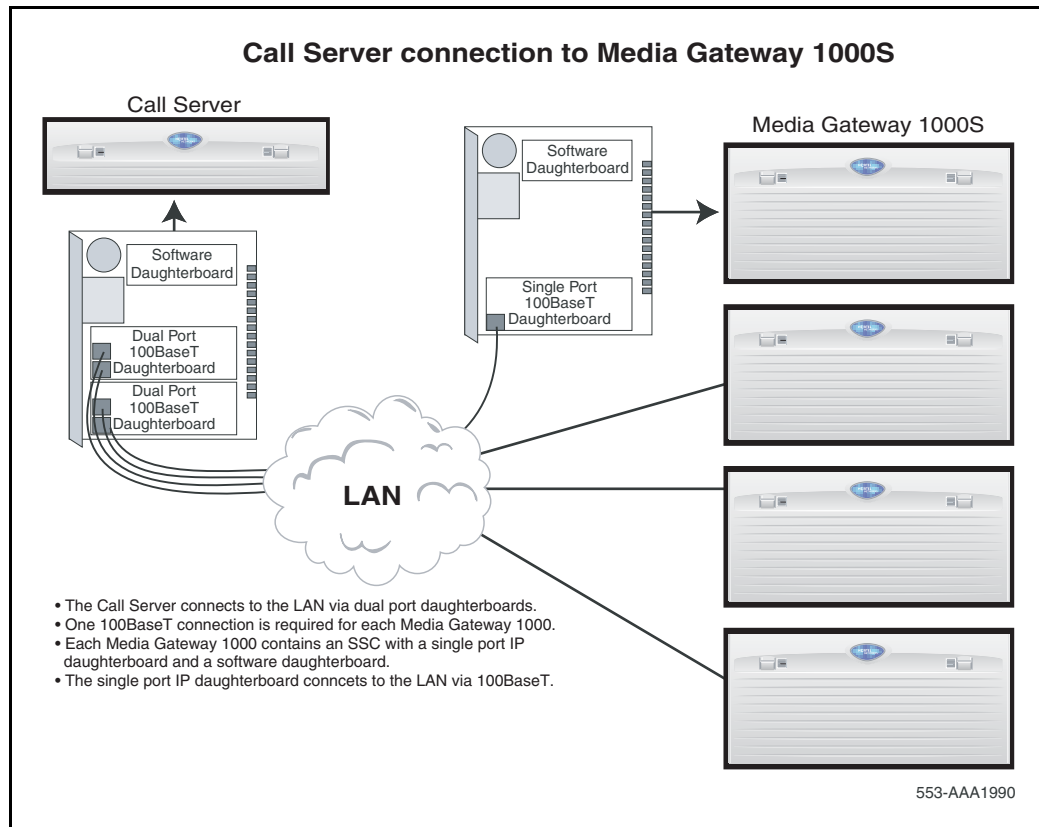 Call Server connection to Media Gateway 1000S
Call Server
Software
Daughterboard
Dual Port
100BaseT
Daughterboard
Dual Port
100BaseT
Daughterboard
Software
Daughterboard
Single Port
100BaseT
Daughterboard
Media Gateway 1000S
LAN
• The Call Server connects to the LAN via dual port daughterboards.
• One 100BaseT connection is required for each Media Gateway 1000.
• Each Media Gateway 1000 contains an SSC with a single port IP
daughterboard and a software daughterboard.
• The single port IP daughterboard conncets to the LAN via 100BaseT.
553-AAA1990